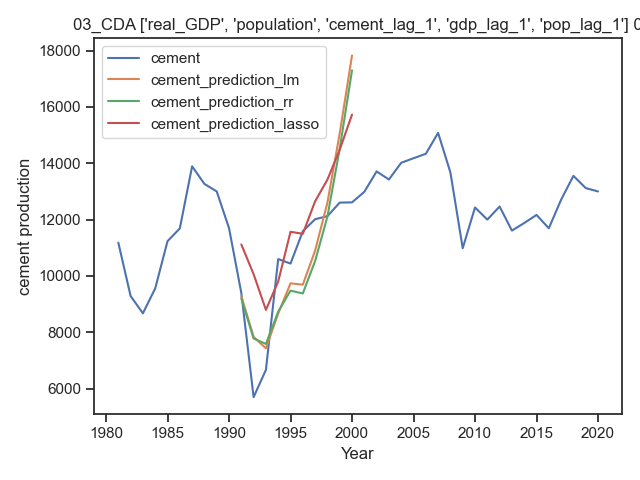 03_CDA ['real_GDP', 'population', 'cement_lag_1', 'gdp_lag_1', 'pop_lag_1'] 0
18000
16000
14000
12000
10000
8000
6000
cement production
cement
cement_prediction_lm
cement_prediction_rr
cement_prediction_lasso
1980 1985 1990 1995 2000 2005 2010 2015 2020
Year